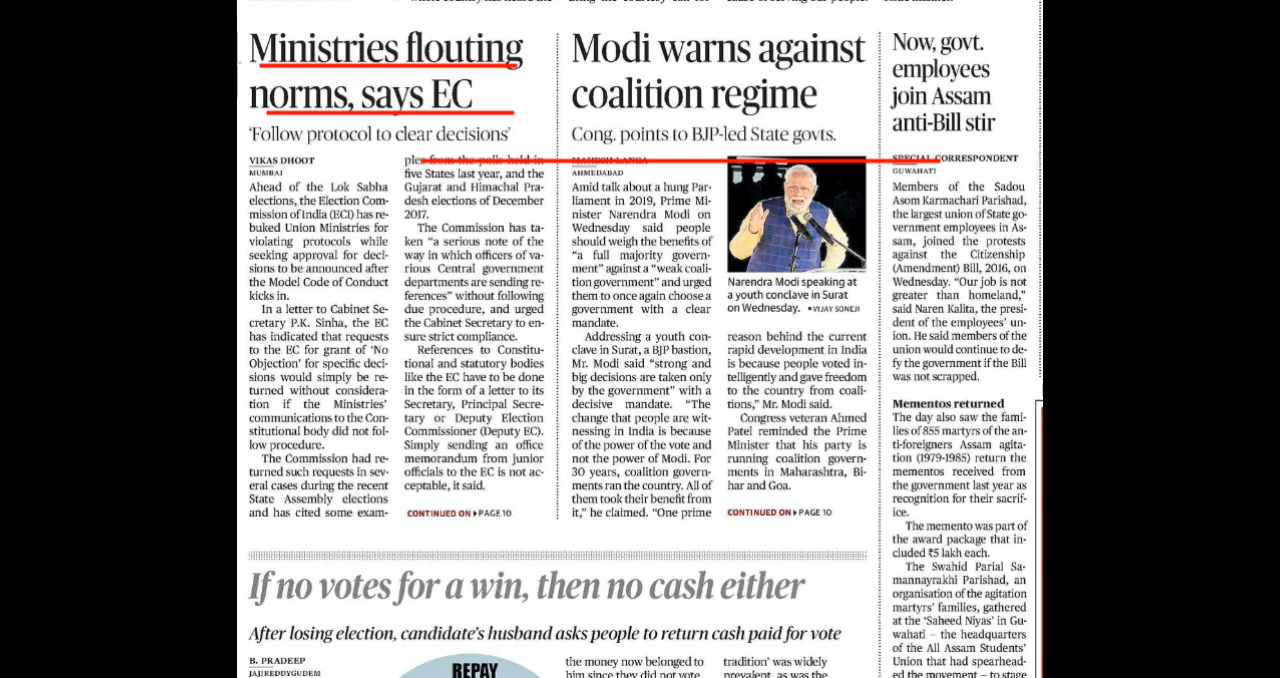 Ministries flouting
norms, says EC
'Follow protocol to clear decisions'
VIKAS DHOOT
MUMBAI
Ahead of the Lok Sabha
elections, the Election Com-
mission of India (ECI) has re-
buked Union Ministries for
violating protocols while
seeking approval for deci-
sions to be announced after
the Model Code of Conduct
kicks in.
In a letter to Cabinet Se-
cretary P.K. Sinha, the EC
has indicated that requests
to the EC for grant of 'No
Objection' for specific deci-
sions would simply be re-
turned without considera-
tion if the Ministries'
communications to the Con-
stitutional body did not fol-
low procedure.
The Commission had re-
turned such requests in sev-
eral cases during the recent
State Assembly elections
and has cited some exam-
ples from the polls held in
five States last year, and the
Gujarat and Himachal Pra-
desh elections of December
2017.
The Commission has ta-
ken "a serious note of the
way in which officers of va-
rious Central government
departments are sending re-
ferences" without following
due procedure, and urged
the Cabinet Secretary to en-
sure strict compliance.
References to Constitu-
tional and statutory bodies
like the EC have to be done
in the form of a letter to its
Secretary, Principal Secre-
tary or Deputy Election
Commissioner (Deputy EC).
Simply sending an office
memorandum from junior
officials to the EC is not ac-
ceptable, it said.
CONTINUED ON ▶ PAGE 10
Modi warns against
coalition regime
Cong. points to BJP-led State govts.
MAHESH LANGA
AHMEDABAD
Amid talk about a hung Par-
liament in 2019, Prime Mi-
nister Narendra Modi on
Wednesday said people
should weigh the benefits of
"a full majority govern-
ment" against a "weak coali-
tion government" and urged
them to once again choose a
government with a clear
mandate.
Addressing a youth con-
clave in Surat, a BJP bastion,
Mr. Modi said "strong and
big decisions are taken only
by the government" with a
decisive mandate. "The
change that people are wit-
nessing in India is because
of the power of the vote and
not the power of Modi. For
30 years, coalition govern-
ments ran the country. All of
them took their benefit from
it," he claimed. "One prime
Narendra Modi speaking at
a youth conclave in Surat
on Wednesday. • VIJAY SONEJI
reason behind the current
rapid development in India
is because people voted in-
telligently and gave freedom
to the country from coali-
tions," Mr. Modi said.
Congress veteran Ahmed
Patel reminded the Prime
Minister that his party is
running coalition govern-
ments in Maharashtra, Bi-
har and Goa.
CONTINUED ON ▶ PAGE 10
Now, govt.
employees
join Assam
anti-Bill stir
SPECIAL CORRESPONDENT
GUWAHATI
Members of the Sadou
Asom Karmachari Parishad,
the largest union of State go-
vernment employees in As-
sam, joined the protests
against the Citizenship
(Amendment) Bill, 2016, on
Wednesday. "Our job is not
greater than homeland,"
said Naren Kalita, the presi-
dent of the employees' un-
ion. He said members of the
union would continue to de-
fy the government if the Bill
was not scrapped.
Mementos returned
The day also saw the fami-
lies of 855 martyrs of the an-
ti-foreigners Assam agita-
tion (1979-1985) return the
mementos received from
the government last year as
recognition for their sacrif-
ice.
The memento was part of
the award package that in-
cluded ₹5 lakh each.
The Swahid Parial Sa-
mannayrakhi Parishad, an
organisation of the agitation
martyrs' families, gathered
at the 'Saheed Niyas' in Gu-
wahati – the headquarters
of the All Assam Students'
Union that had spearhead-
ed the movement – to stage
If no votes for a win, then no cash either
After losing election, candidate's husband asks people to return cash paid for vote
B. PRADEEP
JAJIREDDYGUDEM
REPAY
the money now belonged to
him since they did not vote
tradition' was widely
prevalent, as was the